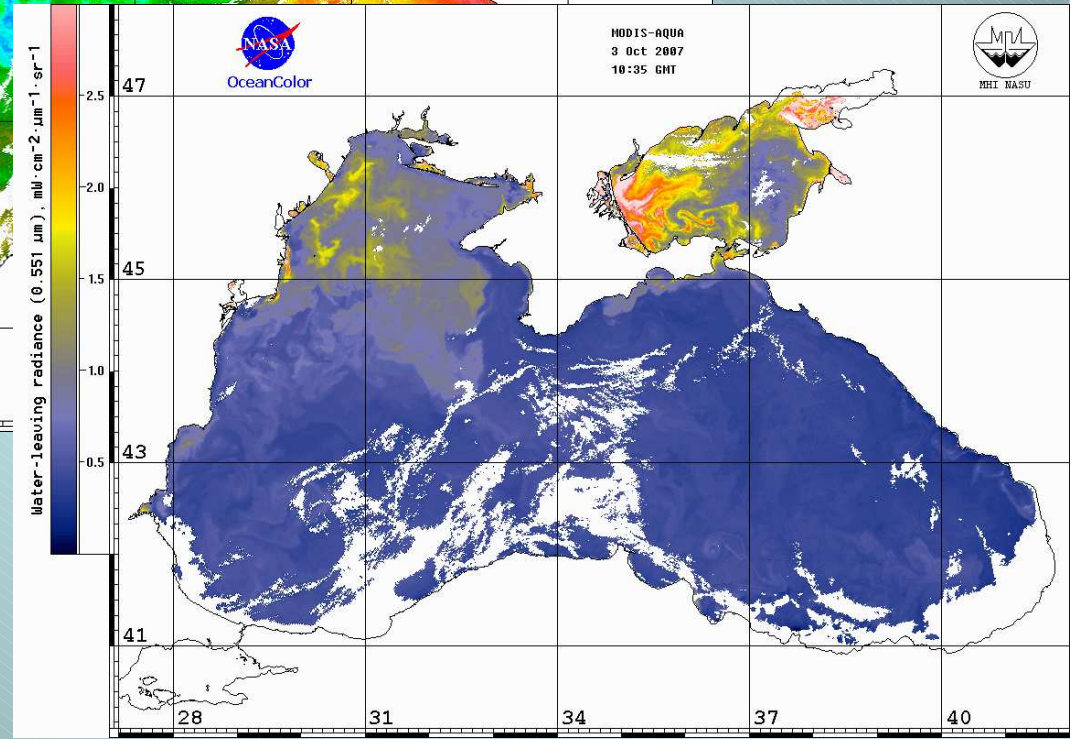 NASA
OceanColor
MODIS-AQUA
3 Oct 2007
10:35 GMT
MHI NASU
Water-leaving radiance (0.551 µm), mW·cm-2·µm-1·sr-1
2.5
2.0
1.5
1.0
0.5
47
45
43
41
28
31
34
37
40